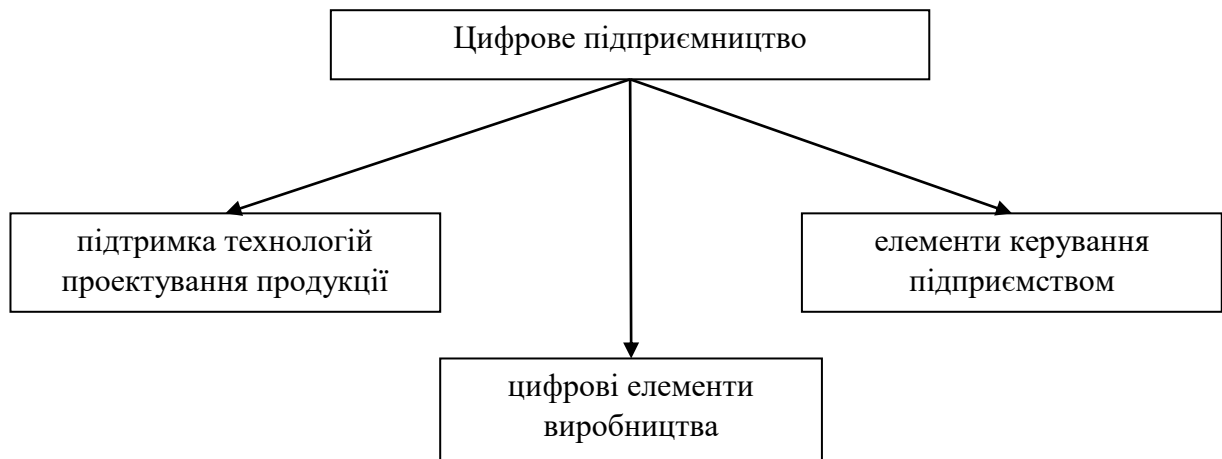 Цифрове підприємництво
підтримка технологій
проектування продукції
елементи керування
підприємством
цифрові елементи
виробництва